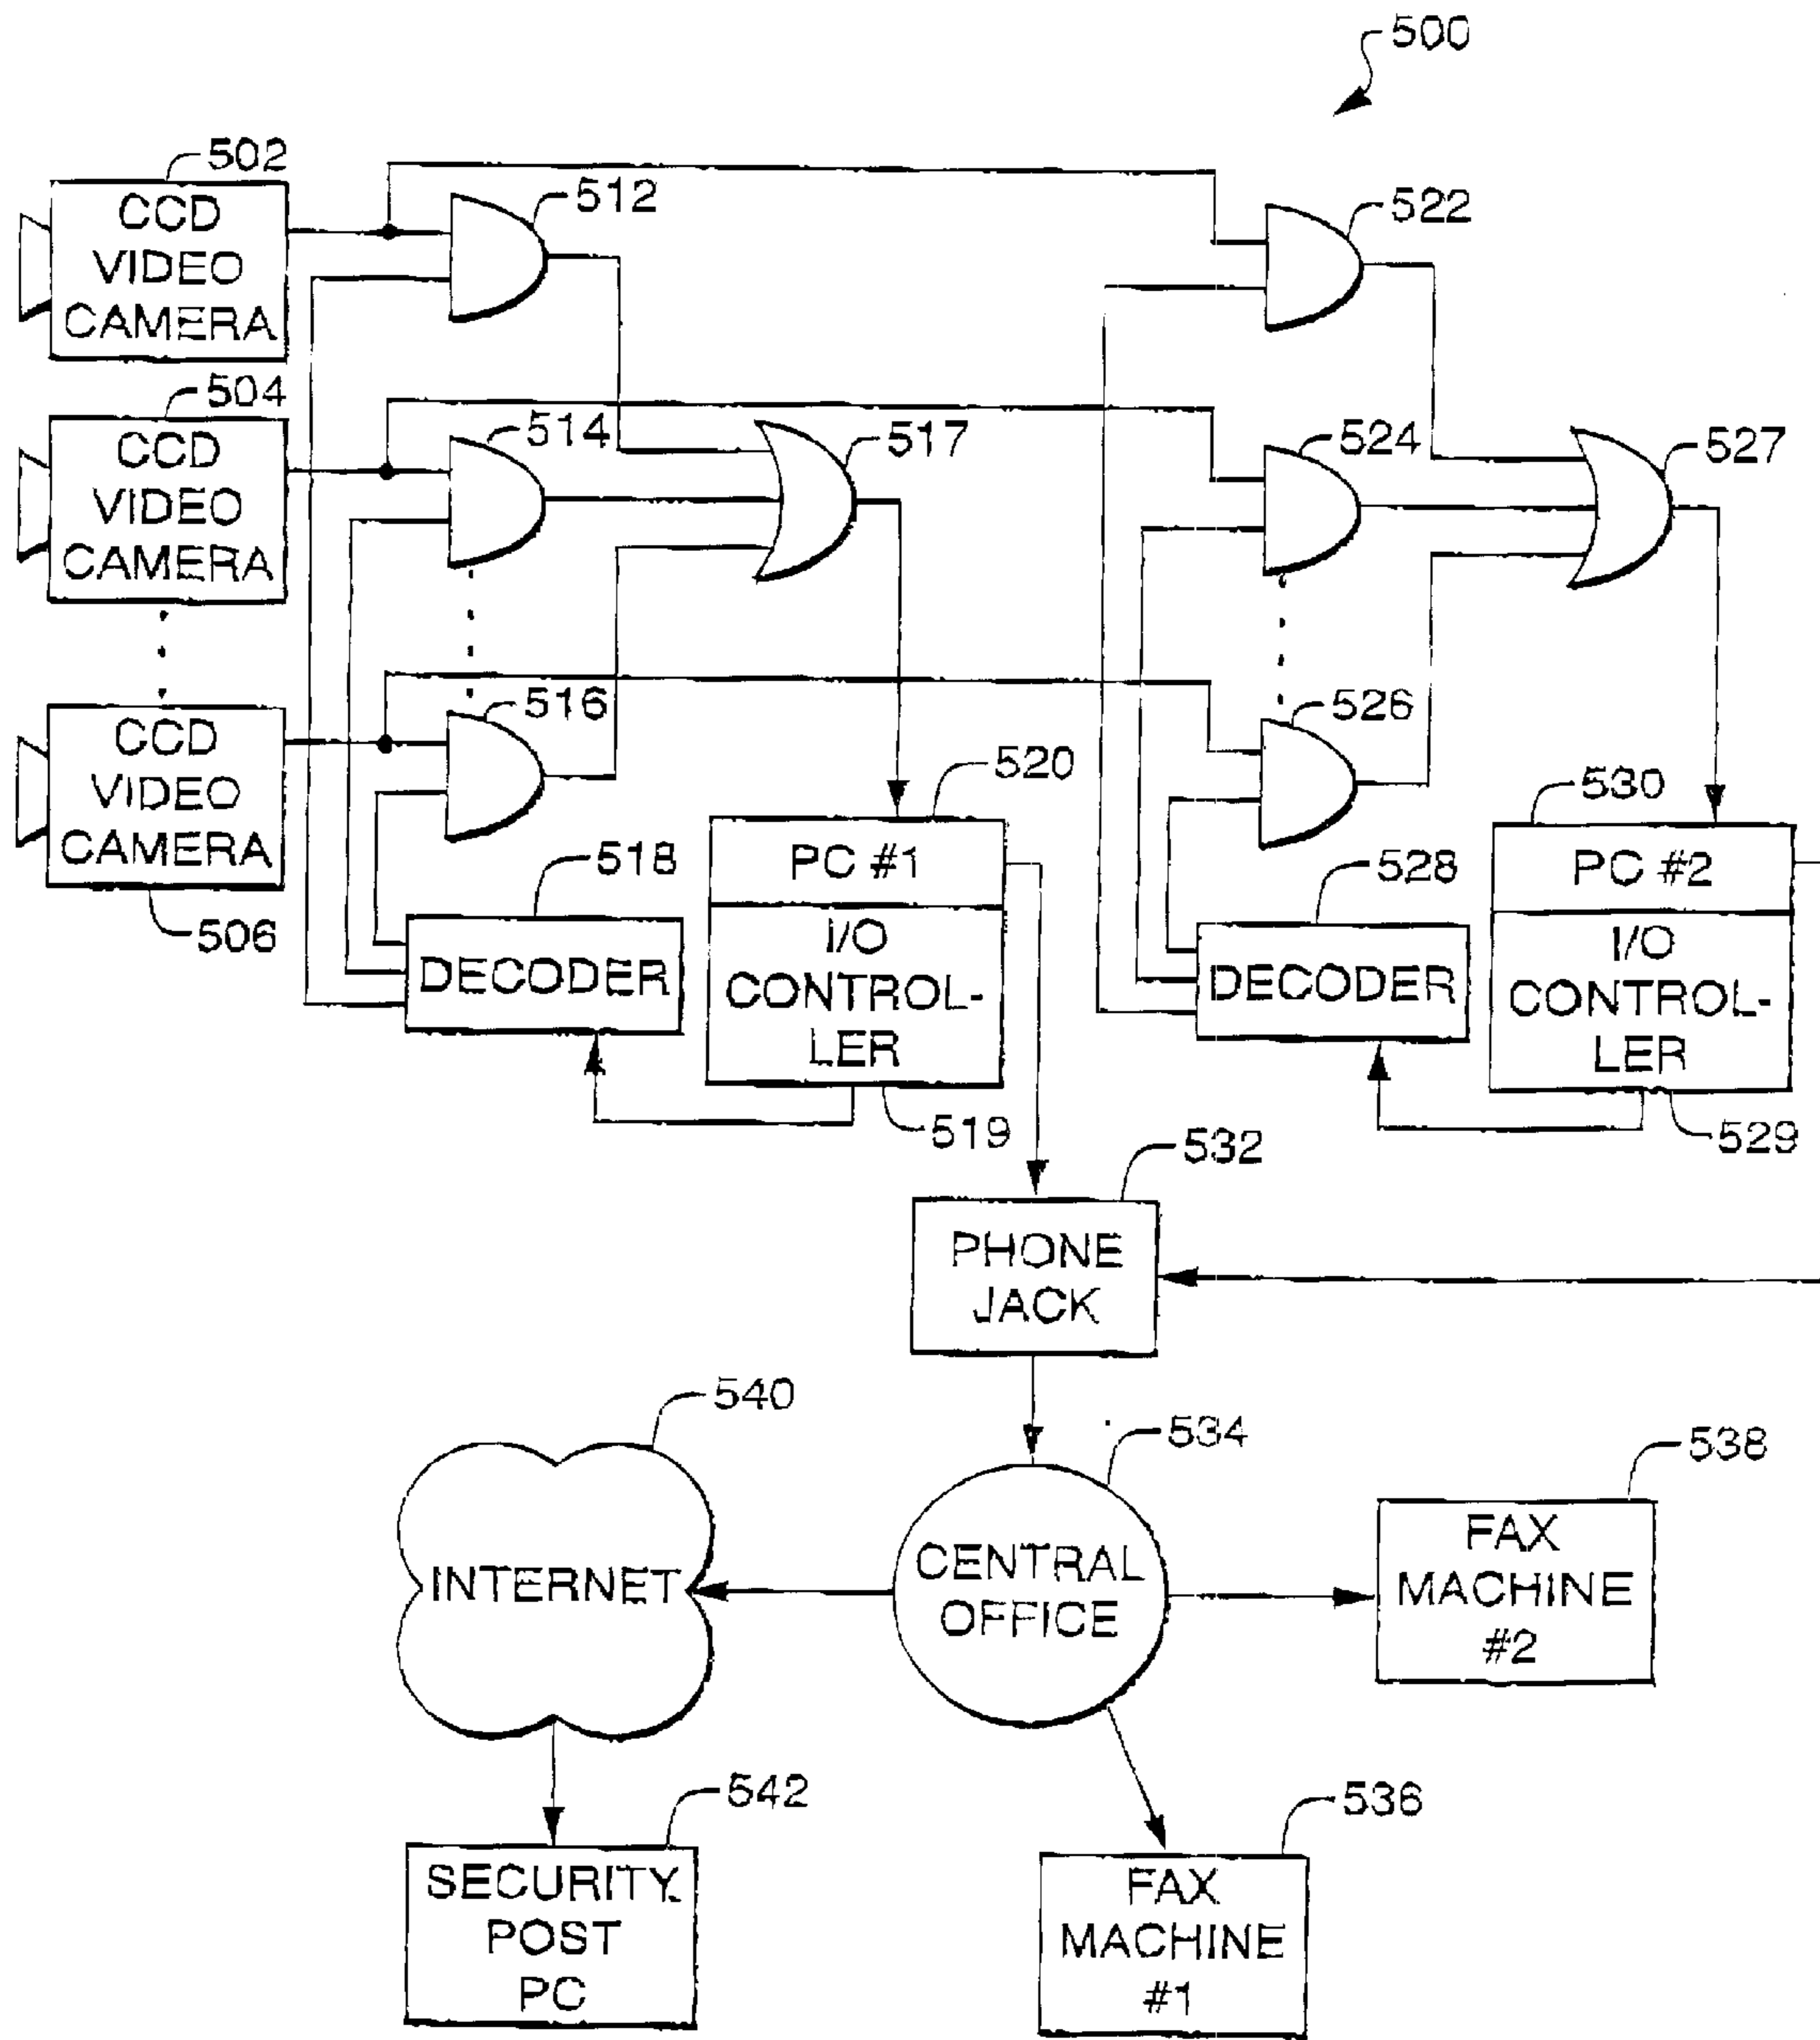 500
502
CCD
VIDEO
CAMERA
512
522
504
CCD
VIDEO
CAMERA
514
517
524
527
CCD
VIDEO
CAMERA
506
516
526
520
PC #1
I/O
CONTROL-
LER
519
530
PC #2
I/O
CONTROL-
LER
529
518
DECODER
528
DECODER
532
PHONE
JACK
540
INTERNET
534
CENTRAL
OFFICE
538
FAX
MACHINE
#2
542
SECURITY
POST
PC
536
FAX
MACHINE
#1